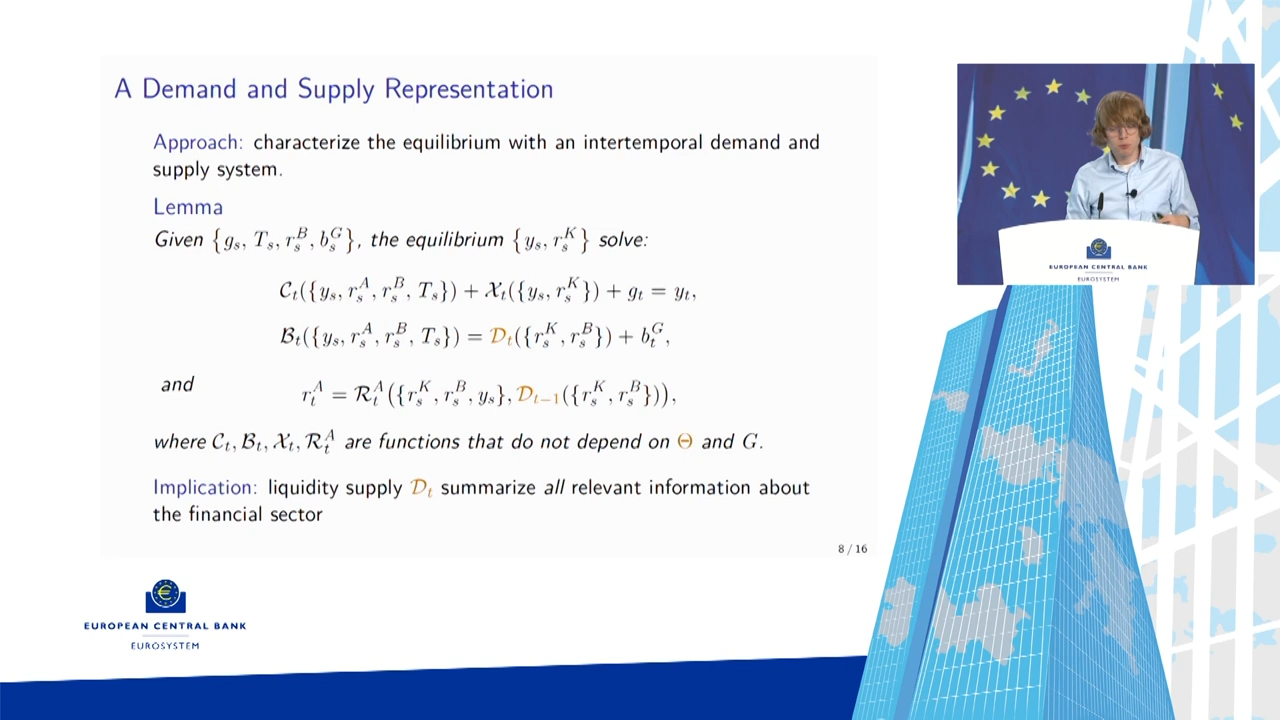 A Demand and Supply Representation
Approach: characterize the equilibrium with an intertemporal demand and
supply system.
Lemma
Given {g_s, T_s, r_s^B, b_s^G}, the equilibrium {y_s, r_s^K} solve:
𝒞_t({y_s, r_s^A, r_s^B, T_s}) + 𝒳_t({y_s, r_s^K}) + g_t = y_t,
ℬ_t({y_s, r_s^A, r_s^B, T_s}) = 𝒟_t({r_s^K, r_s^B}) + b_t^G,
and
r_t^A = ℛ_t^A({r_s^K, r_s^B, y_s}, 𝒟_{t−1}({r_s^K, r_s^B})),
where 𝒞_t, ℬ_t, 𝒳_t, ℛ_t^A are functions that do not depend on Θ and G.
Implication: liquidity supply 𝒟_t summarize all relevant information about
the financial sector
8 / 16
EUROPEAN CENTRAL BANK
EUROSYSTEM
EUROPEAN CENTRAL BANK
EUROSYSTEM